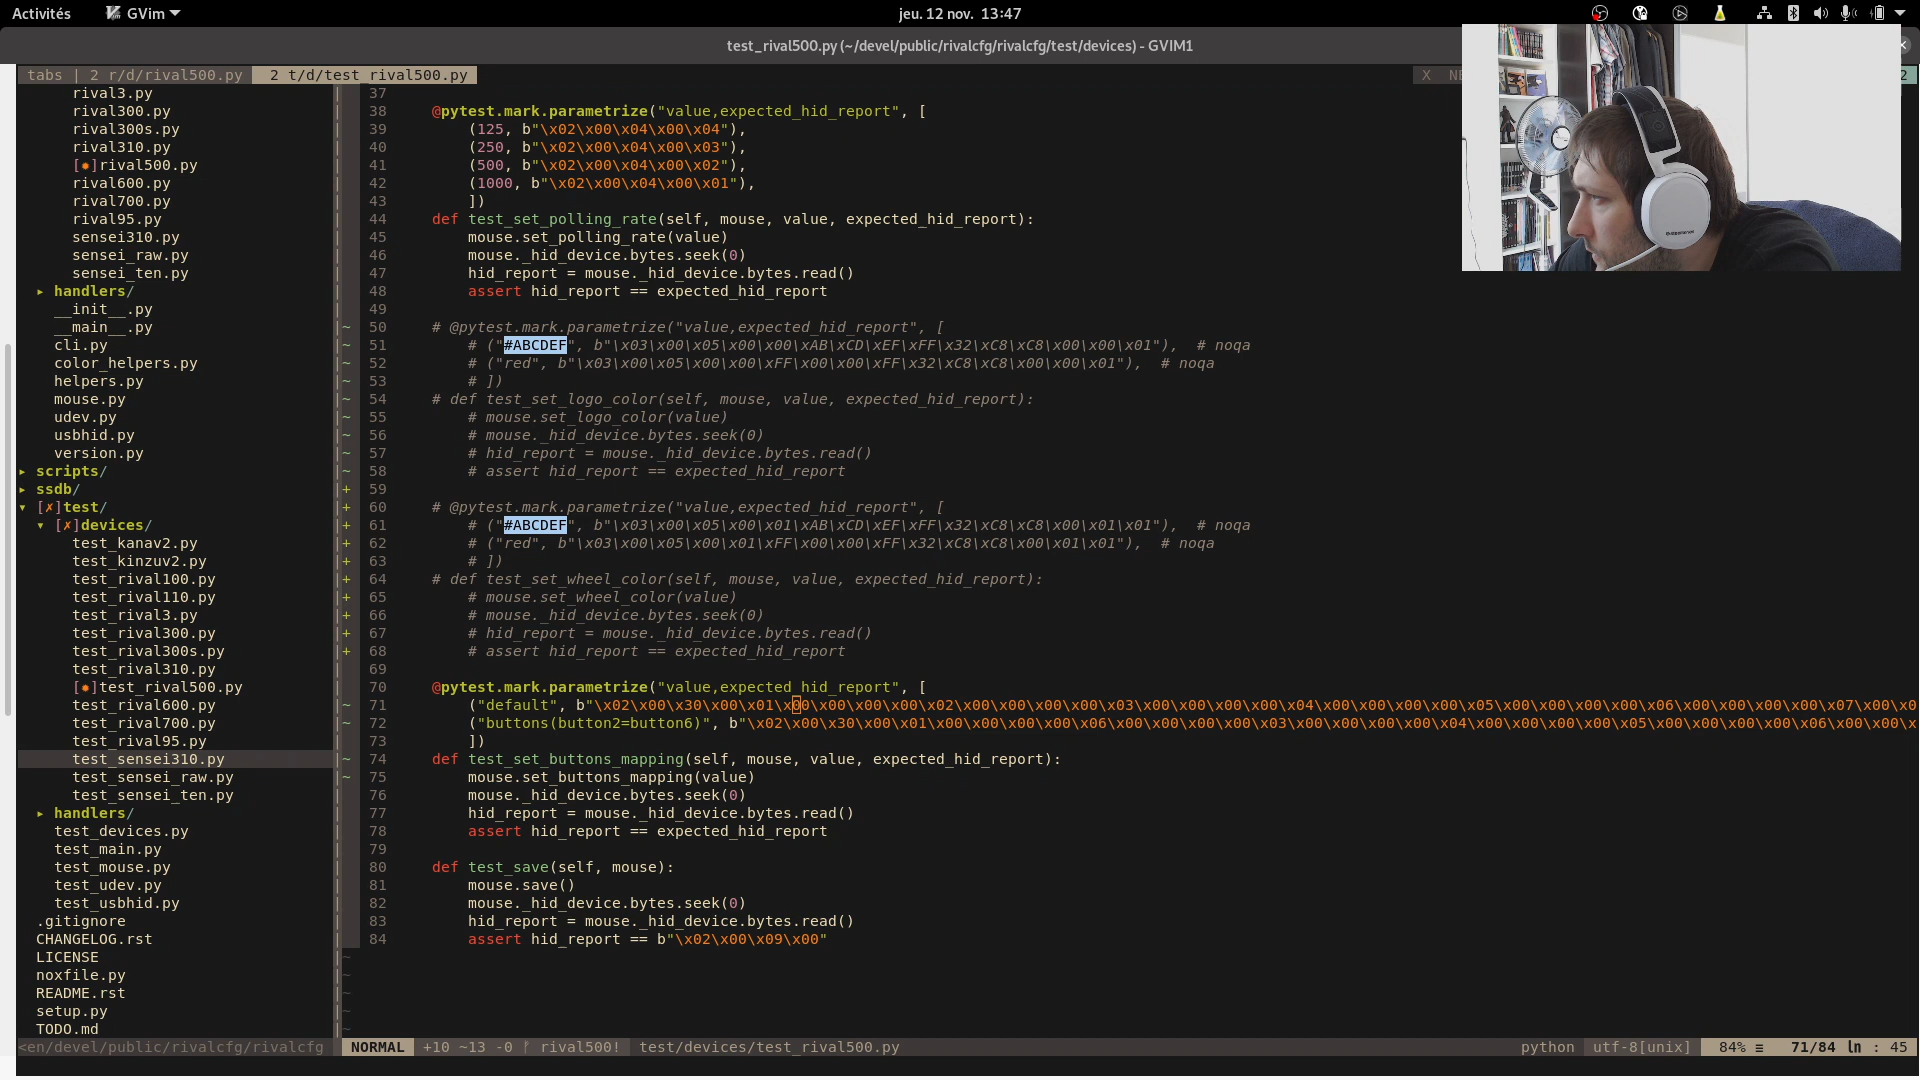 Activités
GVim
jeu. 12 nov.  13:47
test_rival500.py (~/devel/public/rivalcfg/rivalcfg/test/devices) - GVIM1
tabs | 2 r/d/rival500.py
2 t/d/test_rival500.py
X
2
rival3.py
rival300.py
rival300s.py
rival310.py
[✹]rival500.py
rival600.py
rival700.py
rival95.py
sensei310.py
sensei_raw.py
sensei_ten.py
▸ handlers/
__init__.py
__main__.py
cli.py
color_helpers.py
helpers.py
mouse.py
udev.py
usbhid.py
version.py
▸ scripts/
▸ ssdb/
▾ [✗]test/
▾ [✗]devices/
test_kanav2.py
test_kinzuv2.py
test_rival100.py
test_rival110.py
test_rival3.py
test_rival300.py
test_rival300s.py
test_rival310.py
[✹]test_rival500.py
test_rival600.py
test_rival700.py
test_rival95.py
test_sensei310.py
test_sensei_raw.py
test_sensei_ten.py
▸ handlers/
test_devices.py
test_main.py
test_mouse.py
test_udev.py
test_usbhid.py
.gitignore
CHANGELOG.rst
LICENSE
noxfile.py
README.rst
setup.py
TODO.md
37
38 @pytest.mark.parametrize("value,expected_hid_report", [
39 (125, b"\x02\x00\x04\x00\x04"),
40 (250, b"\x02\x00\x04\x00\x03"),
41 (500, b"\x02\x00\x04\x00\x02"),
42 (1000, b"\x02\x00\x04\x00\x01"),
43 ])
44 def test_set_polling_rate(self, mouse, value, expected_hid_report):
45 mouse.set_polling_rate(value)
46 mouse._hid_device.bytes.seek(0)
47 hid_report = mouse._hid_device.bytes.read()
48 assert hid_report == expected_hid_report
49
~ 50 # @pytest.mark.parametrize("value,expected_hid_report", [
~ 51 # ("#ABCDEF", b"\x03\x00\x05\x00\x00\xAB\xCD\xEF\xFF\x32\xC8\xC8\x00\x00\x01"),  # noqa
~ 52 # ("red", b"\x03\x00\x05\x00\x00\xFF\x00\x00\xFF\x32\xC8\xC8\x00\x00\x01"),  # noqa
~ 53 # ])
~ 54 # def test_set_logo_color(self, mouse, value, expected_hid_report):
~ 55 # mouse.set_logo_color(value)
~ 56 # mouse._hid_device.bytes.seek(0)
~ 57 # hid_report = mouse._hid_device.bytes.read()
~ 58 # assert hid_report == expected_hid_report
+ 59
+ 60 # @pytest.mark.parametrize("value,expected_hid_report", [
+ 61 # ("#ABCDEF", b"\x03\x00\x05\x00\x01\xAB\xCD\xEF\xFF\x32\xC8\xC8\x00\x01\x01"),  # noqa
+ 62 # ("red", b"\x03\x00\x05\x00\x01\xFF\x00\x00\xFF\x32\xC8\xC8\x00\x01\x01"),  # noqa
+ 63 # ])
+ 64 # def test_set_wheel_color(self, mouse, value, expected_hid_report):
+ 65 # mouse.set_wheel_color(value)
+ 66 # mouse._hid_device.bytes.seek(0)
+ 67 # hid_report = mouse._hid_device.bytes.read()
+ 68 # assert hid_report == expected_hid_report
69
70 @pytest.mark.parametrize("value,expected_hid_report", [
~ 71 ("default", b"\x02\x00\x30\x00\x01\x00\x00\x00\x00\x02\x00\x00\x00\x00\x03\x00\x00\x00\x00\x04\x00\x00\x00\x00\x05\x00\x00\x00\x00\x06\x00\x00\x00\x00\x07\x00\x0
~ 72 ("buttons(button2=button6)", b"\x02\x00\x30\x00\x01\x00\x00\x00\x00\x06\x00\x00\x00\x00\x03\x00\x00\x00\x00\x04\x00\x00\x00\x00\x05\x00\x00\x00\x00\x06\x00\x00\x
73 ])
~ 74 def test_set_buttons_mapping(self, mouse, value, expected_hid_report):
~ 75 mouse.set_buttons_mapping(value)
76 mouse._hid_device.bytes.seek(0)
77 hid_report = mouse._hid_device.bytes.read()
78 assert hid_report == expected_hid_report
79
80 def test_save(self, mouse):
81 mouse.save()
82 mouse._hid_device.bytes.seek(0)
83 hid_report = mouse._hid_device.bytes.read()
84 assert hid_report == b"\x02\x00\x09\x00"
<en/devel/public/rivalcfg/rivalcfg
NORMAL
+10 ~13 -0 ᚠ rival500!
test/devices/test_rival500.py
python
utf-8[unix]
84% ≡ 71/84 ln : 45